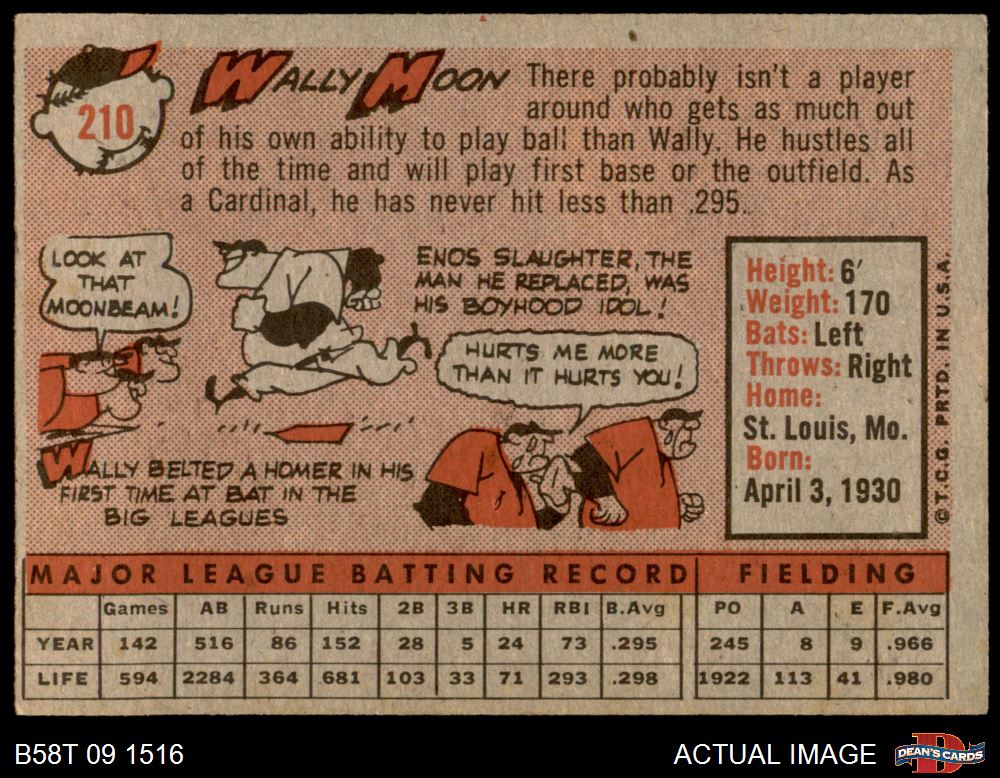 210
WALLY MOON
There probably isn't a player
around who gets as much out
of his own ability to play ball than Wally. He hustles all
of the time and will play first base or the outfield. As
a Cardinal, he has never hit less than .295.
LOOK AT
THAT
MOONBEAM!
ENOS SLAUGHTER, THE
MAN HE REPLACED, WAS
HIS BOYHOOD IDOL!
HURTS ME MORE
THAN IT HURTS YOU!
WALLY BELTED A HOMER IN HIS
FIRST TIME AT BAT IN THE
BIG LEAGUES
Height: 6'
Weight: 170
Bats: Left
Throws: Right
Home:
St. Louis, Mo.
Born:
April 3, 1930
© T.C.G. PRTD. IN U.S.A.
MAJOR LEAGUE BATTING RECORD FIELDING
Games AB Runs Hits 2B 3B HR RBI B.Avg PO A E F.Avg
YEAR 142 516 86 152 28 5 24 73 .295 245 8 9 .966
LIFE 594 2284 364 681 103 33 71 293 .298 1922 113 41 .980
B58T 09 1516
ACTUAL IMAGE
D
DEAN'S CARDS